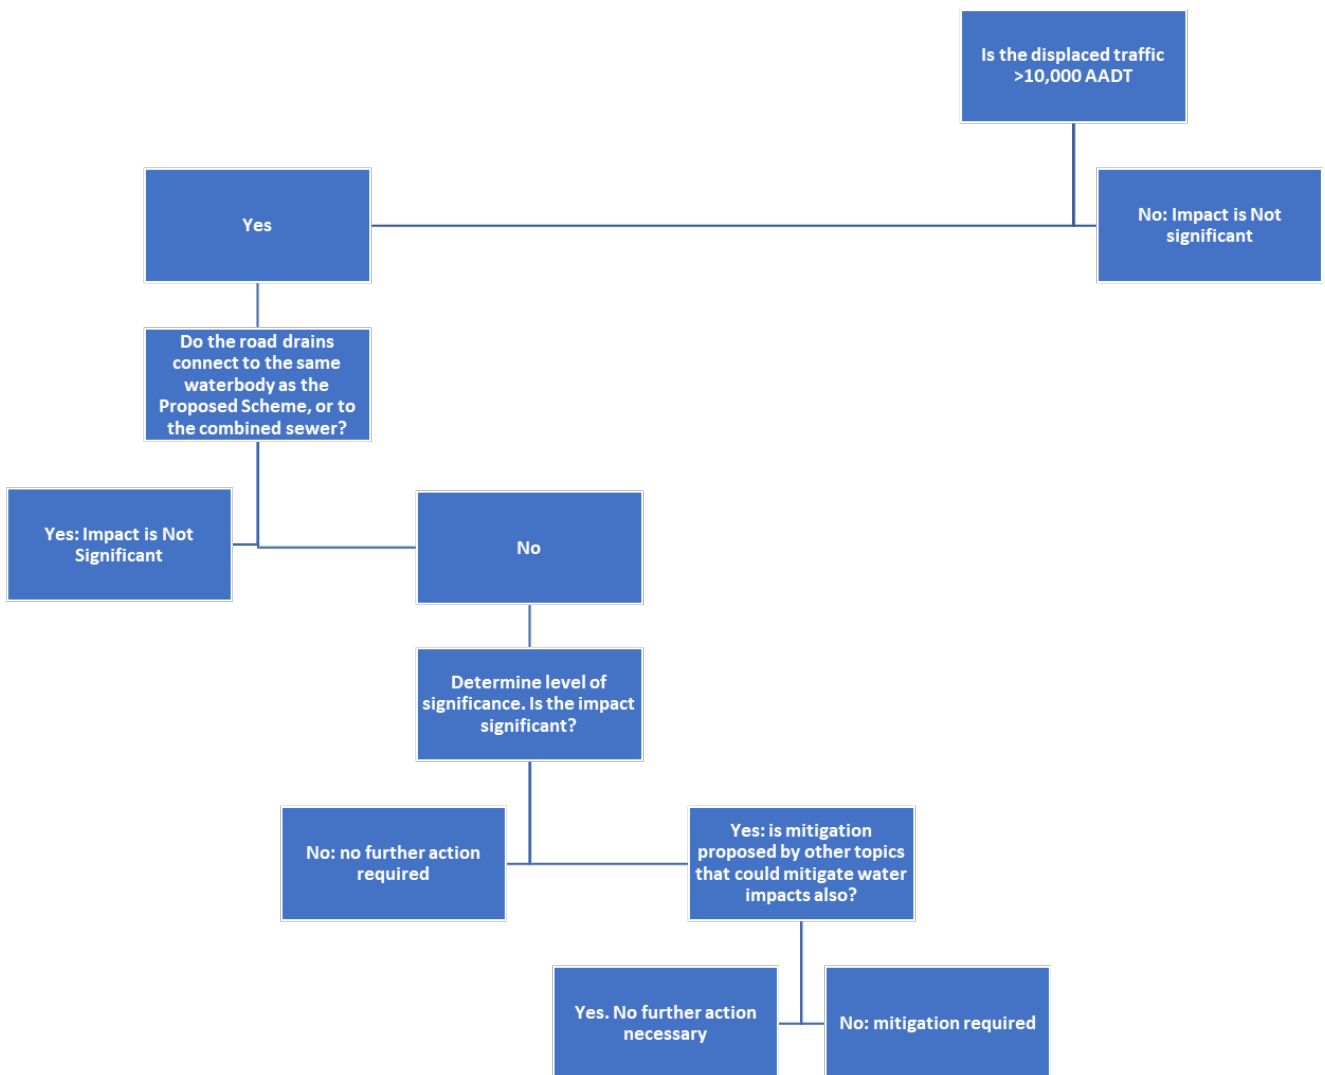 Is the displaced traffic
>10,000 AADT
Yes
No: Impact is Not
significant
Do the road drains
connect to the same
waterbody as the
Proposed Scheme, or to
the combined sewer?
Yes: Impact is Not
Significant
No
Determine level of
significance. Is the impact
significant?
No: no further action
required
Yes: is mitigation
proposed by other topics
that could mitigate water
impacts also?
Yes. No further action
necessary
No: mitigation required